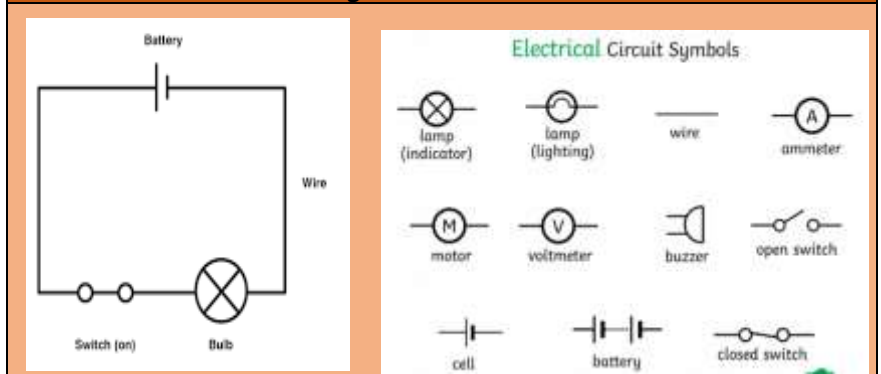 Battery
Wire
Switch (on)
Bulb
Electrical Circuit Symbols
lamp
(indicator)
lamp
(lighting)
wire
A
ammeter
M
motor
V
voltmeter
buzzer
open switch
cell
battery
closed switch